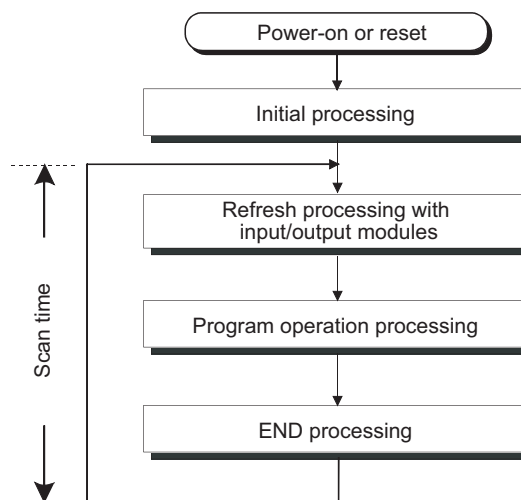 Power-on or reset
Initial processing
Refresh processing with
input/output modules
Scan time
Program operation processing
END processing